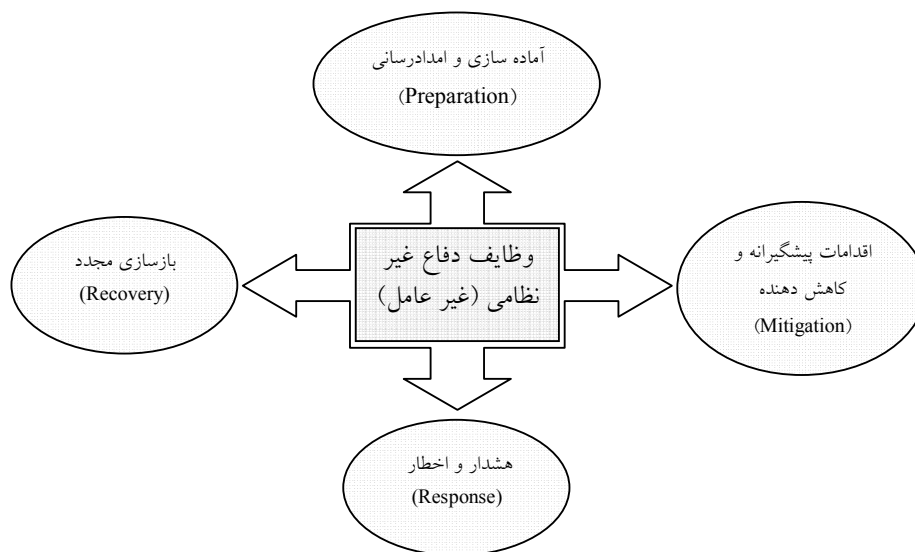 آماده سازی و امدادرسانی
(Preparation)
اقدامات پیشگیرانه و
کاهش دهنده
(Mitigation)
وظایف دفاع غیر
نظامی (غیر عامل)
بازسازی مجدد
(Recovery)
هشدار و اخطار
(Response)